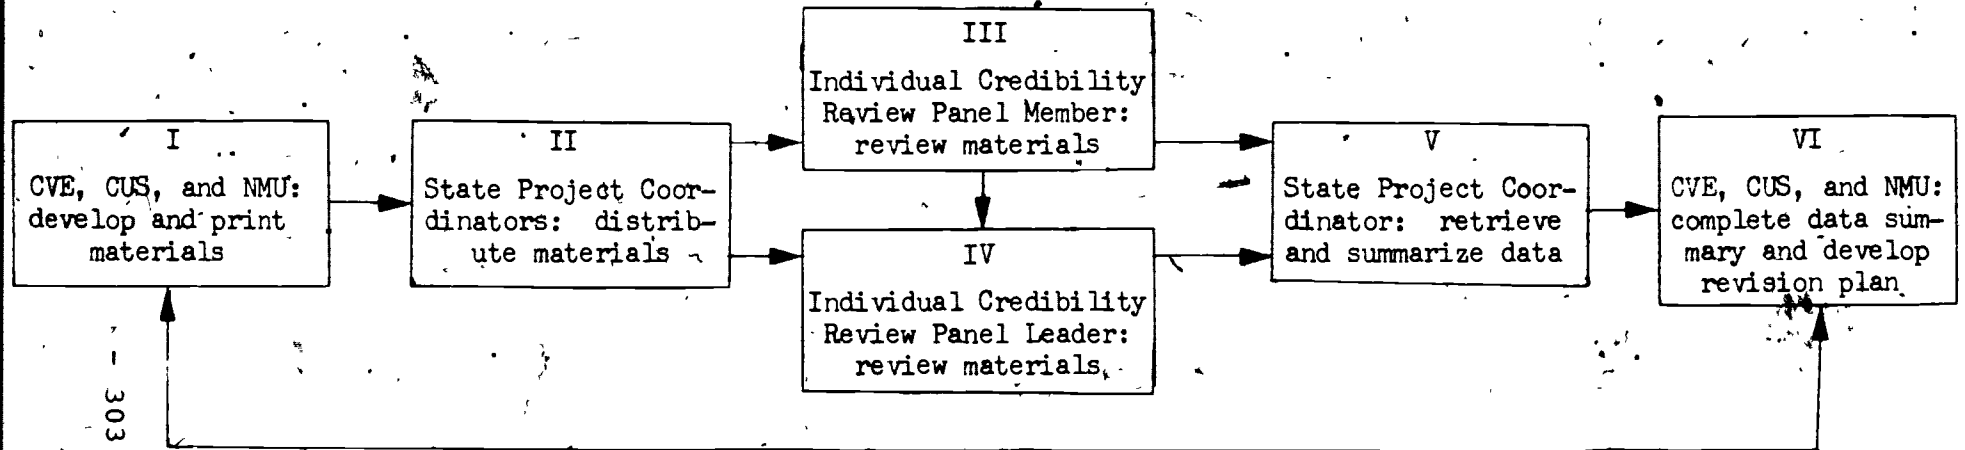 I
CVE, CUS, and NMU:
develop and print
materials
II
State Project Coor-
dinators: distrib-
ute materials
III
Individual Credibility
Review Panel Member:
review materials
IV
Individual Credibility
Review Panel Leader:
review materials
V
State Project Coor-
dinator: retrieve
and summarize data
VI
CVE, CUS, and NMU:
complete data sum-
mary and develop
revision plan
- 303